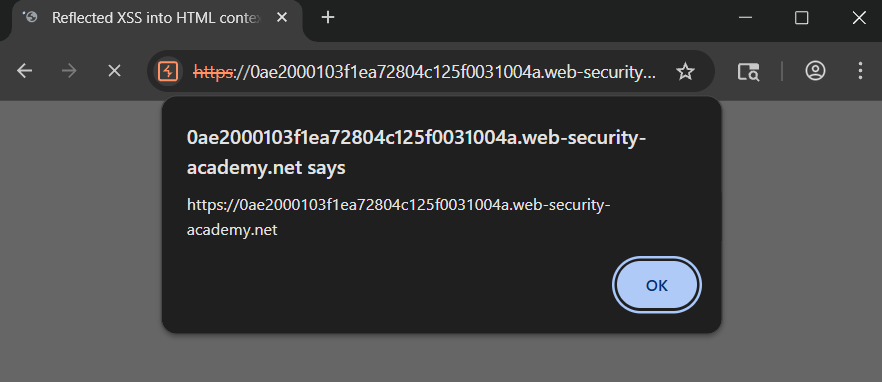 Reflected XSS into HTML contex
https://0ae2000103f1ea72804c125f0031004a.web-security...
0ae2000103f1ea72804c125f0031004a.web-security-
academy.net says
https://0ae2000103f1ea72804c125f0031004a.web-security-
academy.net
OK